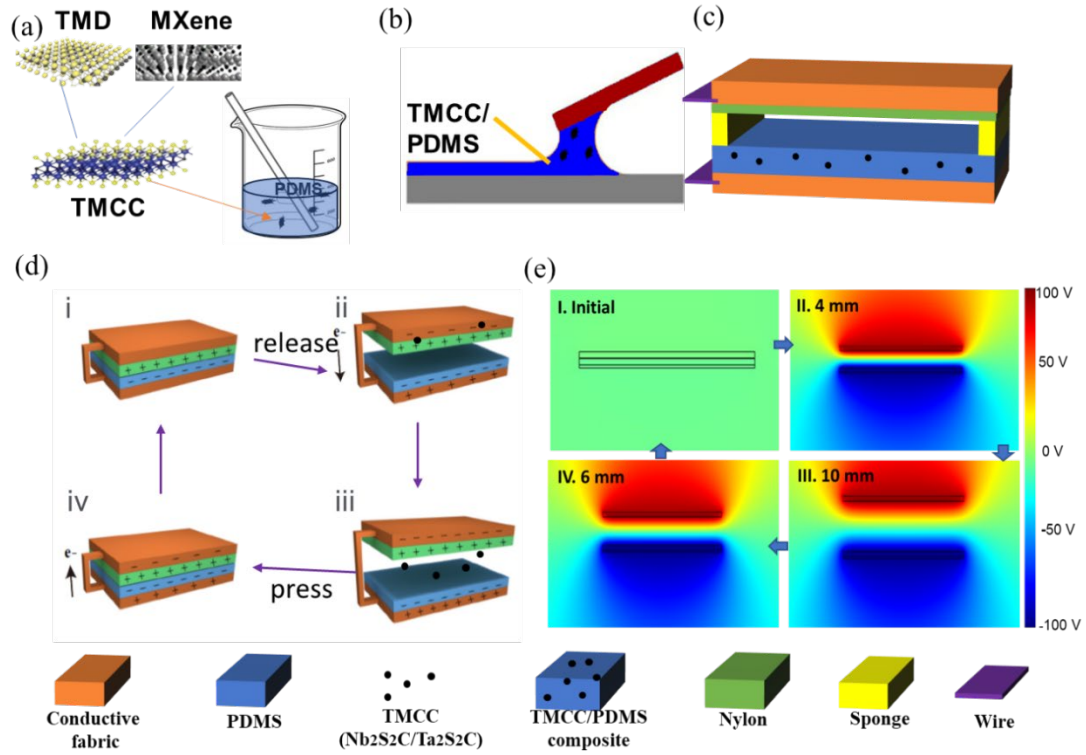 (a)
TMD
MXene
TMCC
PDMS
(b)
TMCC/
PDMS
(c)
(d)
i
release
ii
e-
iv
e-
press
iii
(e)
I. Initial
II. 4 mm
IV. 6 mm
III. 10 mm
100 V
50 V
0 V
-50 V
-100 V
Conductive
fabric
PDMS
TMCC
(Nb2S2C/Ta2S2C)
TMCC/PDMS
composite
Nylon
Sponge
Wire